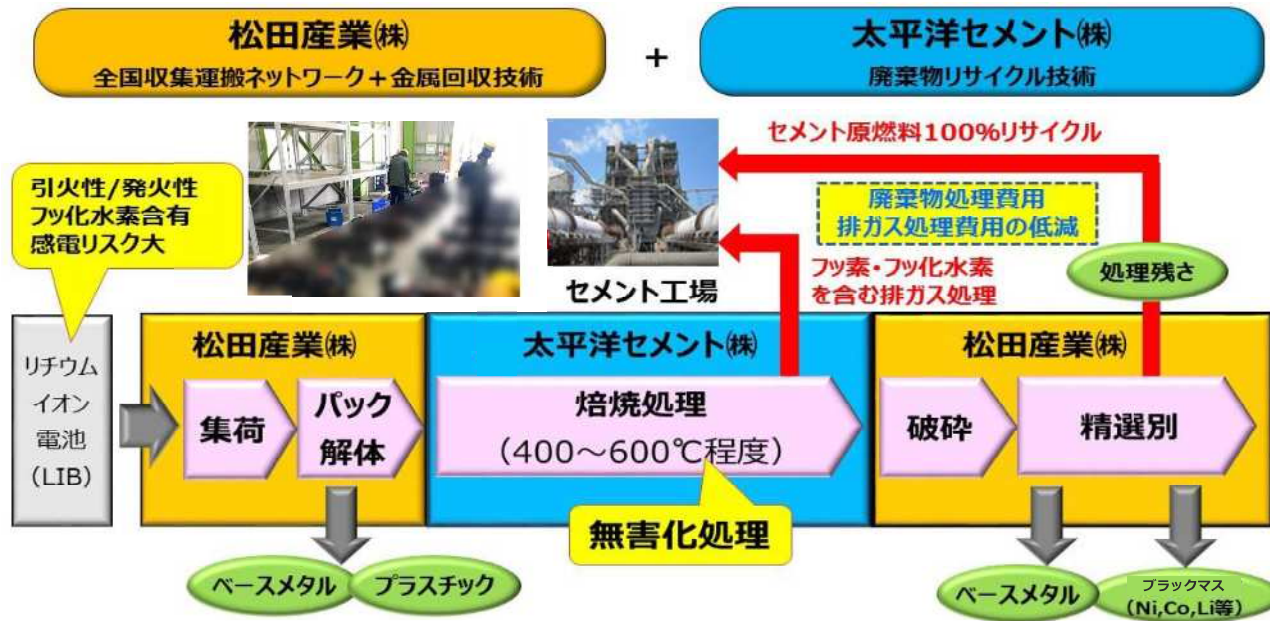 松田産業㈱
全国収集運搬ネットワーク+金属回収技術
+
太平洋セメント㈱
廃棄物リサイクル技術
引火性/発火性
フッ化水素含有
感電リスク大
セメント工場
セメント原燃料100%リサイクル
廃棄物処理費用
排ガス処理費用の低減
フッ素・フッ化水素
を含む排ガス処理
処理残さ
リチウム
イオン
電池
(LIB)
松田産業㈱
集荷
パック
解体
太平洋セメント㈱
焙焼処理
(400~600℃程度)
無害化処理
松田産業㈱
破砕
精選別
ベースメタル
プラスチック
ベースメタル
ブラックマス
(Ni,Co,Li等)